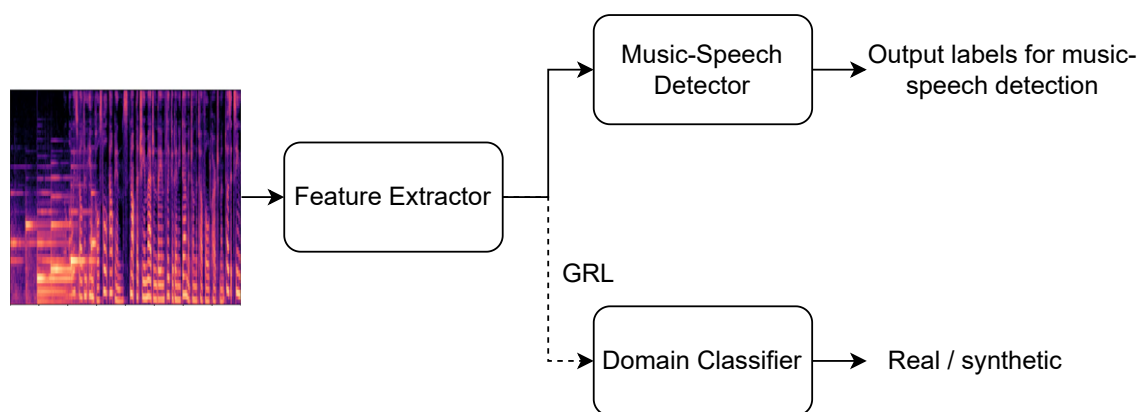 Music-Speech
Detector
Output labels for music-
speech detection
Feature Extractor
GRL
Domain Classifier
Real / synthetic